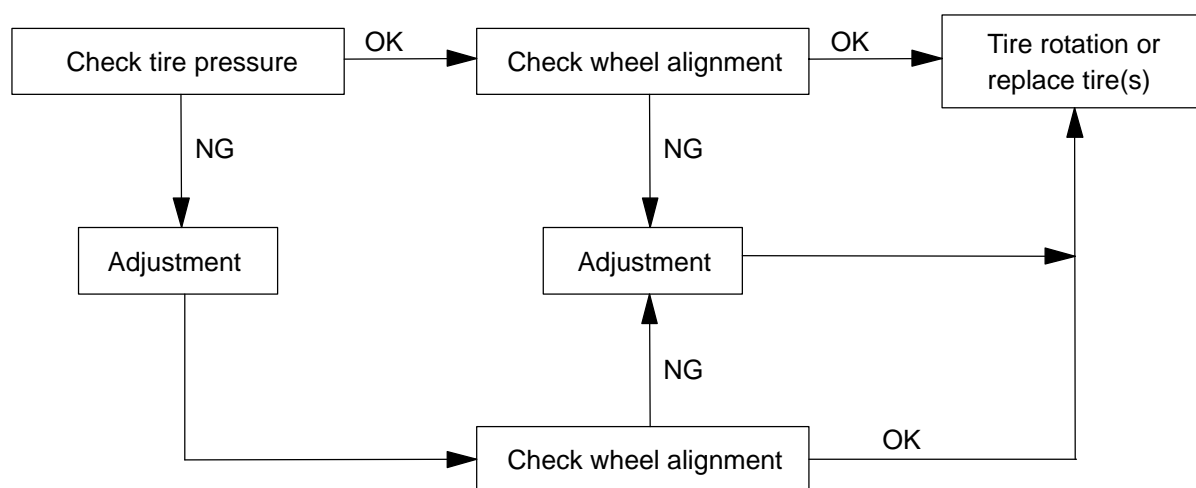 Check tire pressure
OK
Check wheel alignment
OK
Tire rotation or
replace tire(s)
NG
NG
Adjustment
Adjustment
NG
Check wheel alignment
OK